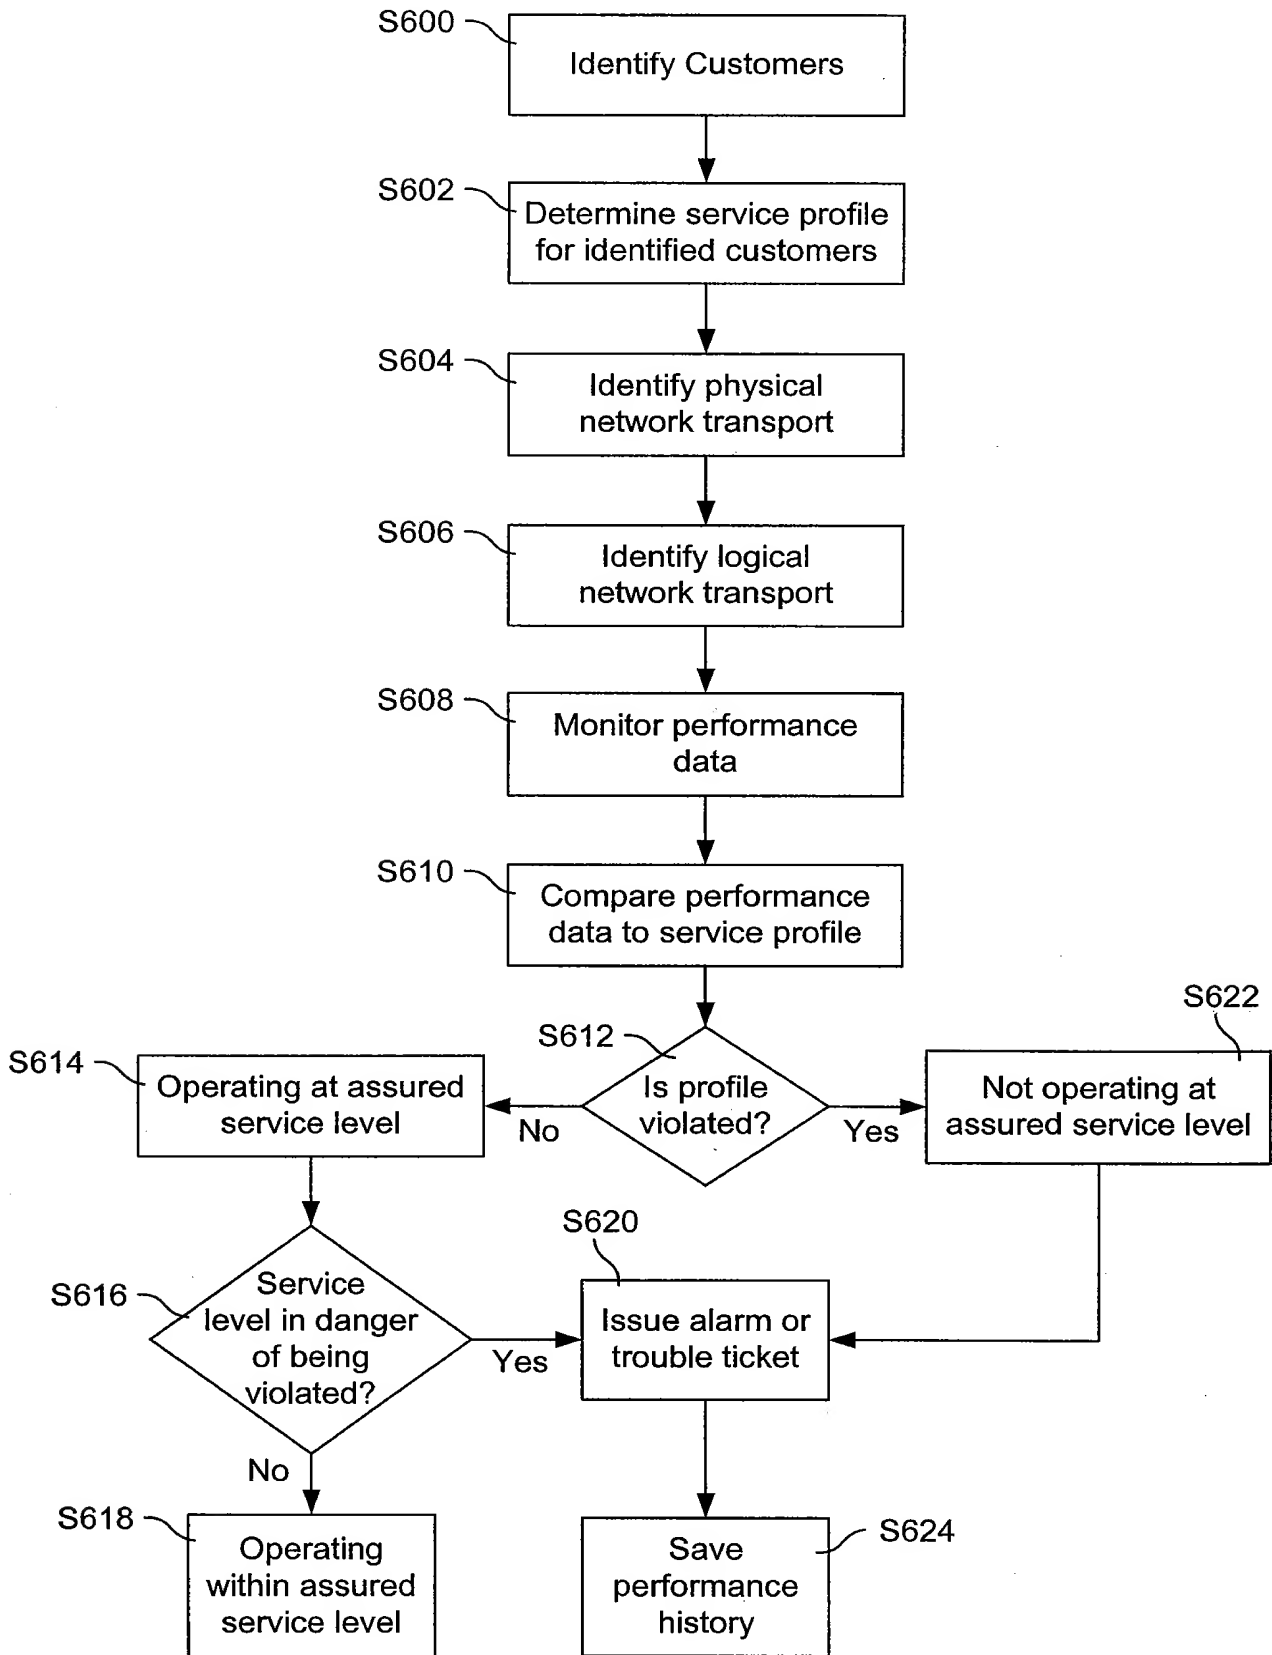 S600
Identify Customers
S602
Determine service profile
for identified customers
S604
Identify physical
network transport
S606
Identify logical
network transport
S608
Monitor performance
data
S610
Compare performance
data to service profile
S612
Is profile
violated?
No
Yes
S614
Operating at assured
service level
S622
Not operating at
assured service level
S616
Service
level in danger
of being
violated?
Yes
No
S620
Issue alarm or
trouble ticket
S618
Operating
within assured
service level
S624
Save
performance
history